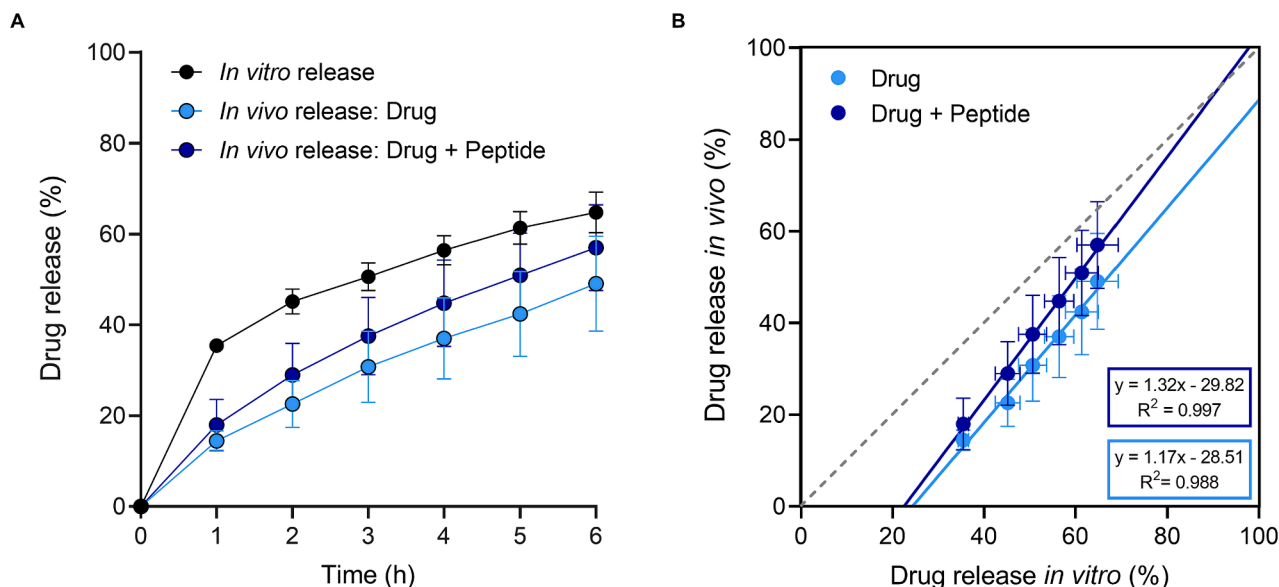 A
Drug release (%)
100
80
60
40
20
0
In vitro release
In vivo release: Drug
In vivo release: Drug + Peptide
0 1 2 3 4 5 6
Time (h)
B
Drug release in vivo (%)
100
80
60
40
20
0
Drug
Drug + Peptide
y = 1.32x - 29.82
R² = 0.997
y = 1.17x - 28.51
R²= 0.988
0 20 40 60 80 100
Drug release in vitro (%)